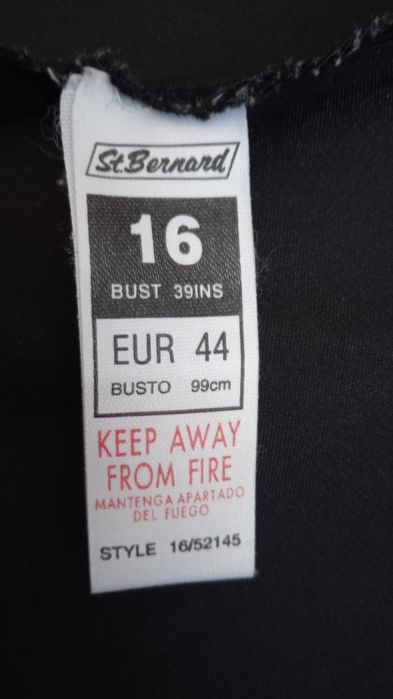 St.Bernard
16
BUST 39INS
EUR 44
BUSTO 99cm
KEEP AWAY
FROM FIRE
MANTENGA APARTADO
DEL FUEGO
STYLE 16/52145